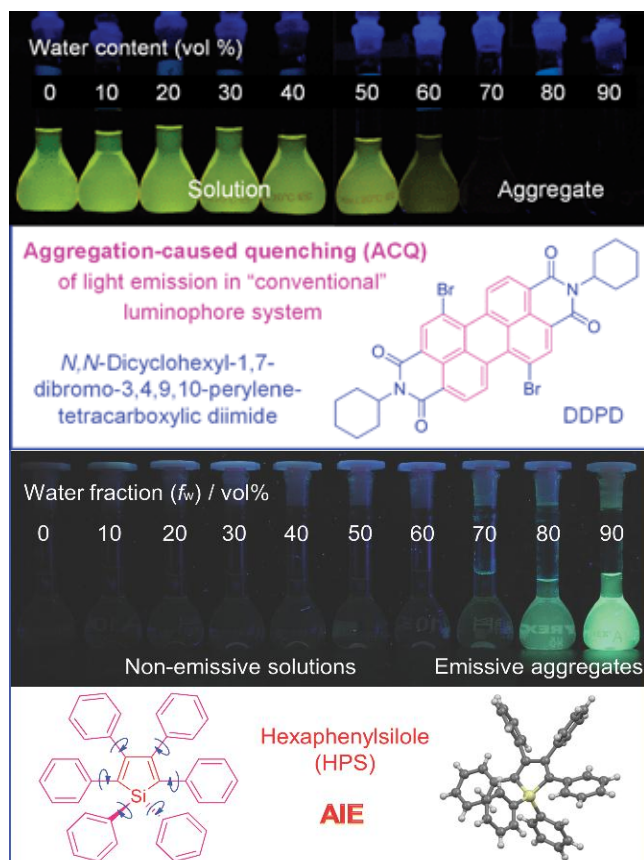 Water content (vol %)
0 10 20 30 40 50 60 70 80 90
Solution Aggregate
Aggregation-caused quenching (ACQ)
of light emission in “conventional”
luminophore system
N,N-Dicyclohexyl-1,7-
dibromo-3,4,9,10-perylene-
tetracarboxylic diimide
Br
O
N
O
O
N
O
Br
DDPD
Water fraction (fw) / vol%
0 10 20 30 40 50 60 70 80 90
Non-emissive solutions Emissive aggregates
Si
Hexaphenylsilole
(HPS)
AIE